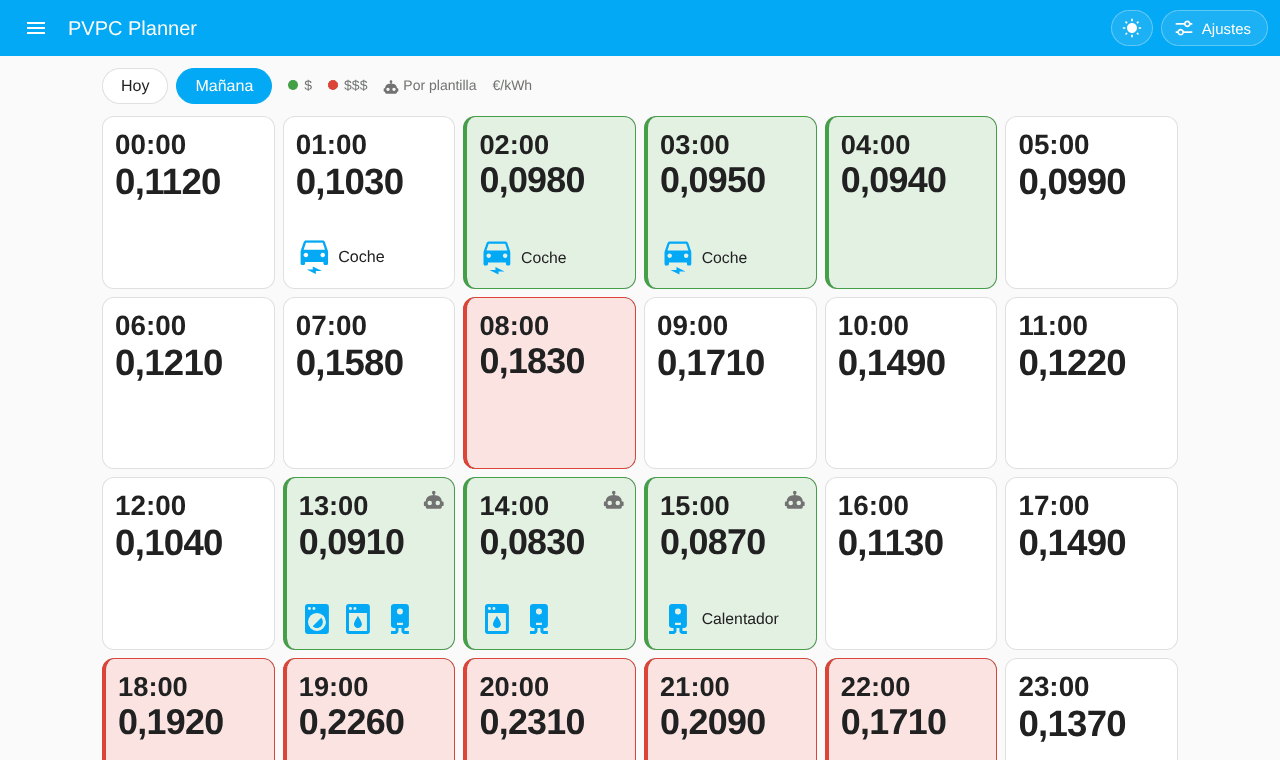 PVPC Planner
Ajustes
Hoy Mañana $ $$$ Por plantilla €/kWh
00:00 01:00 02:00 03:00 04:00 05:00
0,1120 0,1030 0,0980 0,0950 0,0940 0,0990
Coche Coche Coche
06:00 07:00 08:00 09:00 10:00 11:00
0,1210 0,1580 0,1830 0,1710 0,1490 0,1220
12:00 13:00 14:00 15:00 16:00 17:00
0,1040 0,0910 0,0830 0,0870 0,1130 0,1490
Calentador
18:00 19:00 20:00 21:00 22:00 23:00
0,1920 0,2260 0,2310 0,2090 0,1710 0,1370